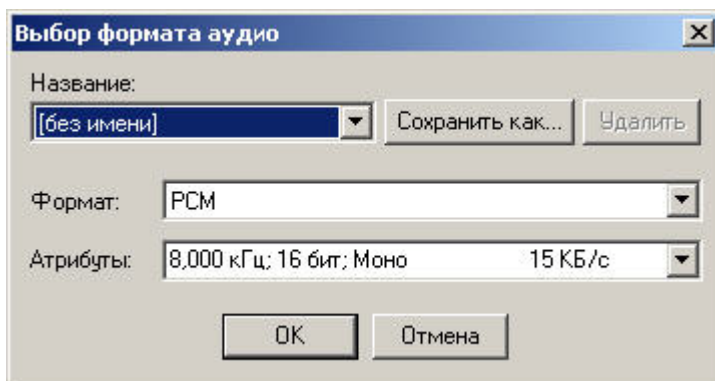 Выбор формата аудио
Название:
[без имени] Сохранить как... Удалить
Формат: PCM
Атрибуты: 8,000 кГц; 16 бит; Моно 15 КБ/с
OK Отмена